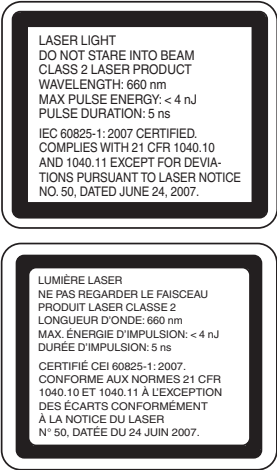 LASER LIGHT
DO NOT STARE INTO BEAM
CLASS 2 LASER PRODUCT
WAVELENGTH: 660 nm
MAX PULSE ENERGY: < 4 nJ
PULSE DURATION: 5 ns
IEC 60825-1: 2007 CERTIFIED.
COMPLIES WITH 21 CFR 1040.10
AND 1040.11 EXCEPT FOR DEVIA-
TIONS PURSUANT TO LASER NOTICE
NO. 50, DATED JUNE 24, 2007.
LUMIÈRE LASER
NE PAS REGARDER LE FAISCEAU
PRODUIT LASER CLASSE 2
LONGUEUR D'ONDE: 660 nm
MAX. ÉNERGIE D'IMPULSION: < 4 nJ
DURÉE D'IMPULSION: 5 ns
CERTIFIÉ CEI 60825-1: 2007.
CONFORME AUX NORMES 21 CFR
1040.10 ET 1040.11 À L'EXCEPTION
DES ÉCARTS CONFORMÉMENT
À LA NOTICE DU LASER
N° 50, DATÉE DU 24 JUIN 2007.